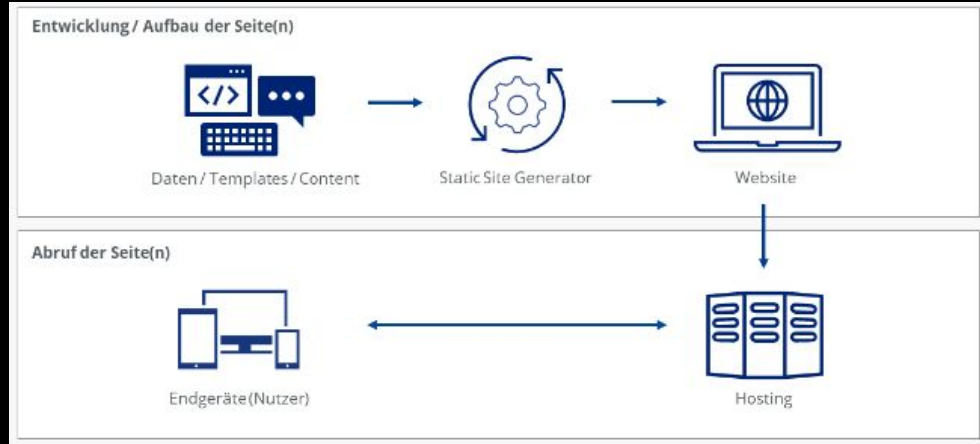 Entwicklung / Aufbau der Seite(n)
</>
Daten / Templates / Content
Static Site Generator
Website
Abruf der Seite(n)
Endgeräte (Nutzer)
Hosting